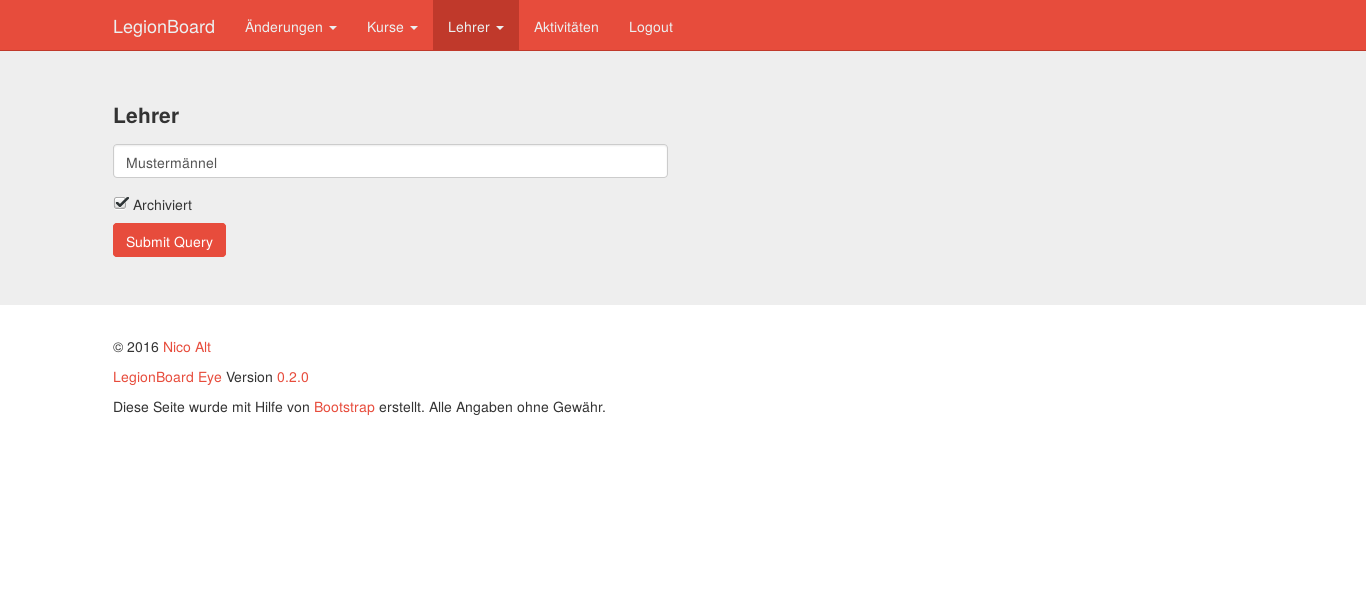 LegionBoard Änderungen Kurse Lehrer Aktivitäten Logout
Lehrer
Mustermännel
Archiviert
Submit Query
© 2016 Nico Alt
LegionBoard Eye Version 0.2.0
Diese Seite wurde mit Hilfe von Bootstrap erstellt. Alle Angaben ohne Gewähr.